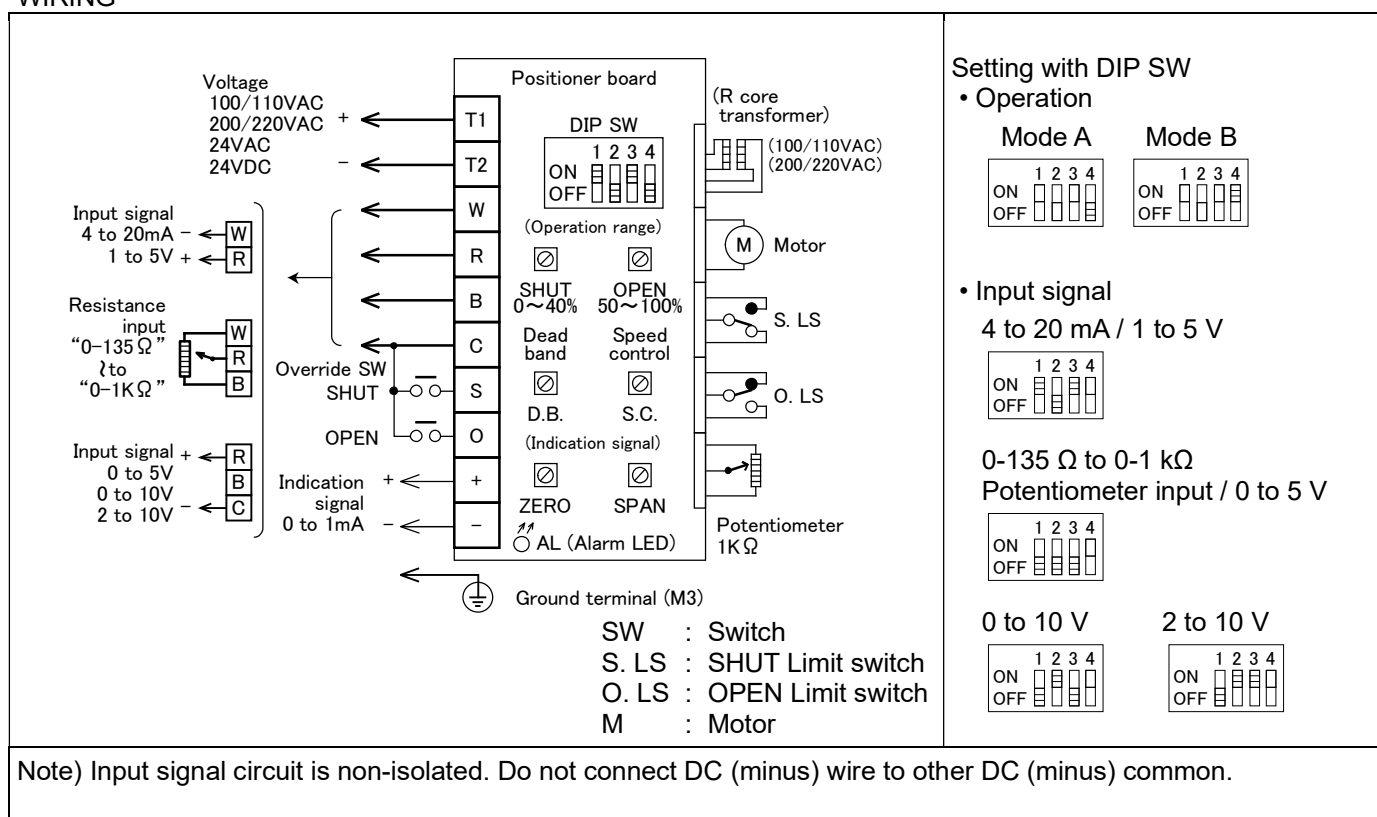 WIRING
Voltage
100/110VAC
200/220VAC
24VAC
24VDC
+
−
Input signal
4 to 20mA − W
1 to 5V + R
Resistance
input
“0-135Ω”
≀to
“0-1KΩ”
W
R
B
Input signal + R
0 to 5V B
0 to 10V
2 to 10V − C
Override SW
SHUT
OPEN
Indication
signal
0 to 1mA
+
−
T1
T2
W
R
B
C
S
O
+
−
Positioner board
DIP SW
1 2 3 4
ON
OFF
(Operation range)
SHUT OPEN
0～40% 50～100%
Dead Speed
band control
D.B. S.C.
(Indication signal)
ZERO SPAN
AL (Alarm LED)
(R core
transformer)
(100/110VAC)
(200/220VAC)
M Motor
S. LS
O. LS
Potentiometer
1KΩ
Ground terminal (M3)
SW : Switch
S. LS : SHUT Limit switch
O. LS : OPEN Limit switch
M : Motor
Setting with DIP SW
• Operation
Mode A Mode B
1 2 3 4
ON
OFF
1 2 3 4
ON
OFF
• Input signal
4 to 20 mA / 1 to 5 V
1 2 3 4
ON
OFF
0-135 Ω to 0-1 kΩ
Potentiometer input / 0 to 5 V
1 2 3 4
ON
OFF
0 to 10 V 2 to 10 V
1 2 3 4
ON
OFF
1 2 3 4
ON
OFF
Note) Input signal circuit is non-isolated. Do not connect DC (minus) wire to other DC (minus) common.